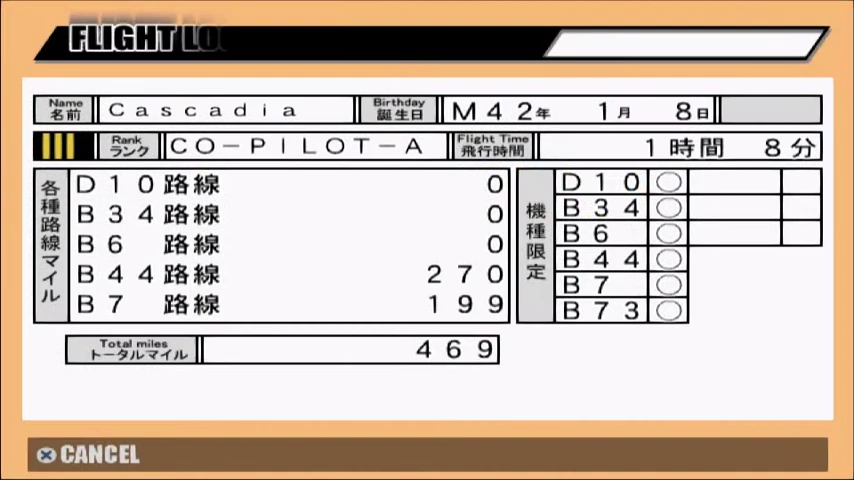 FLIGHT LOG
Name 名前 Cascadia Birthday 誕生日 M42年 1月 8日
Rank ランク CO-PILOT-A Flight Time 飛行時間 1時間 8分
各種路線マイル
D10路線 0
B34路線 0
B6 路線 0
B44路線 270
B7 路線 199
機種限定
D10 ○
B34 ○
B6 ○
B44 ○
B7 ○
B73 ○
Total miles トータルマイル 469
CANCEL